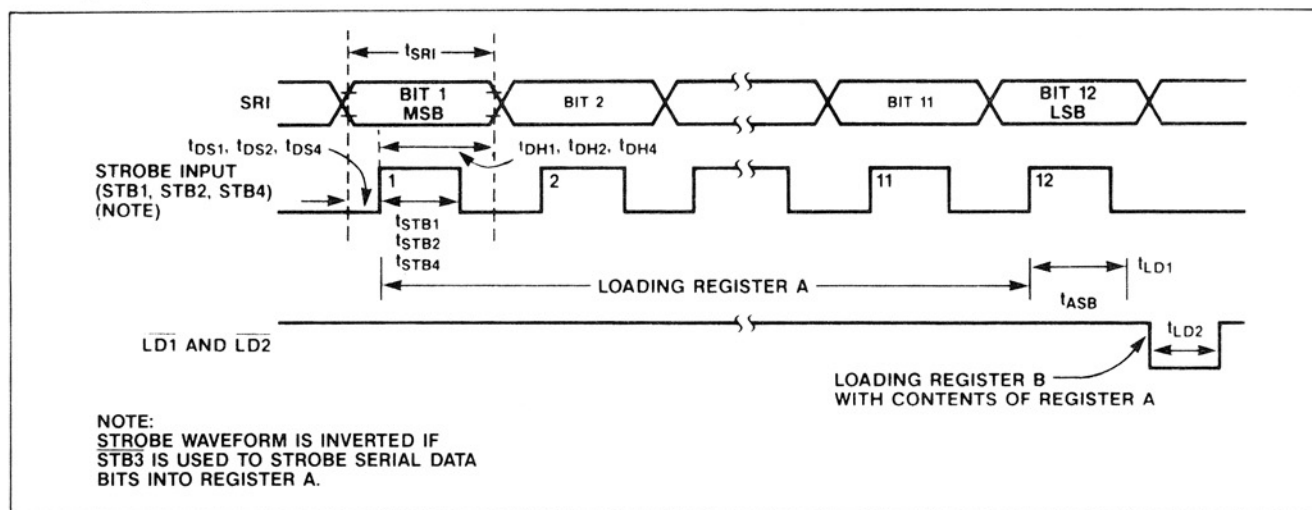 tSRI
SRI
BIT 1
MSB
BIT 2
BIT 11
BIT 12
LSB
tDS1, tDS2, tDS4
tDH1, tDH2, tDH4
STROBE INPUT
(STB1, STB2, STB4)
(NOTE)
1
2
11
12
tSTB1
tSTB2
tSTB4
LOADING REGISTER A
tLD1
tASB
LD1 AND LD2
tLD2
LOADING REGISTER B
WITH CONTENTS OF REGISTER A
NOTE:
STROBE WAVEFORM IS INVERTED IF
STB3 IS USED TO STROBE SERIAL DATA
BITS INTO REGISTER A.